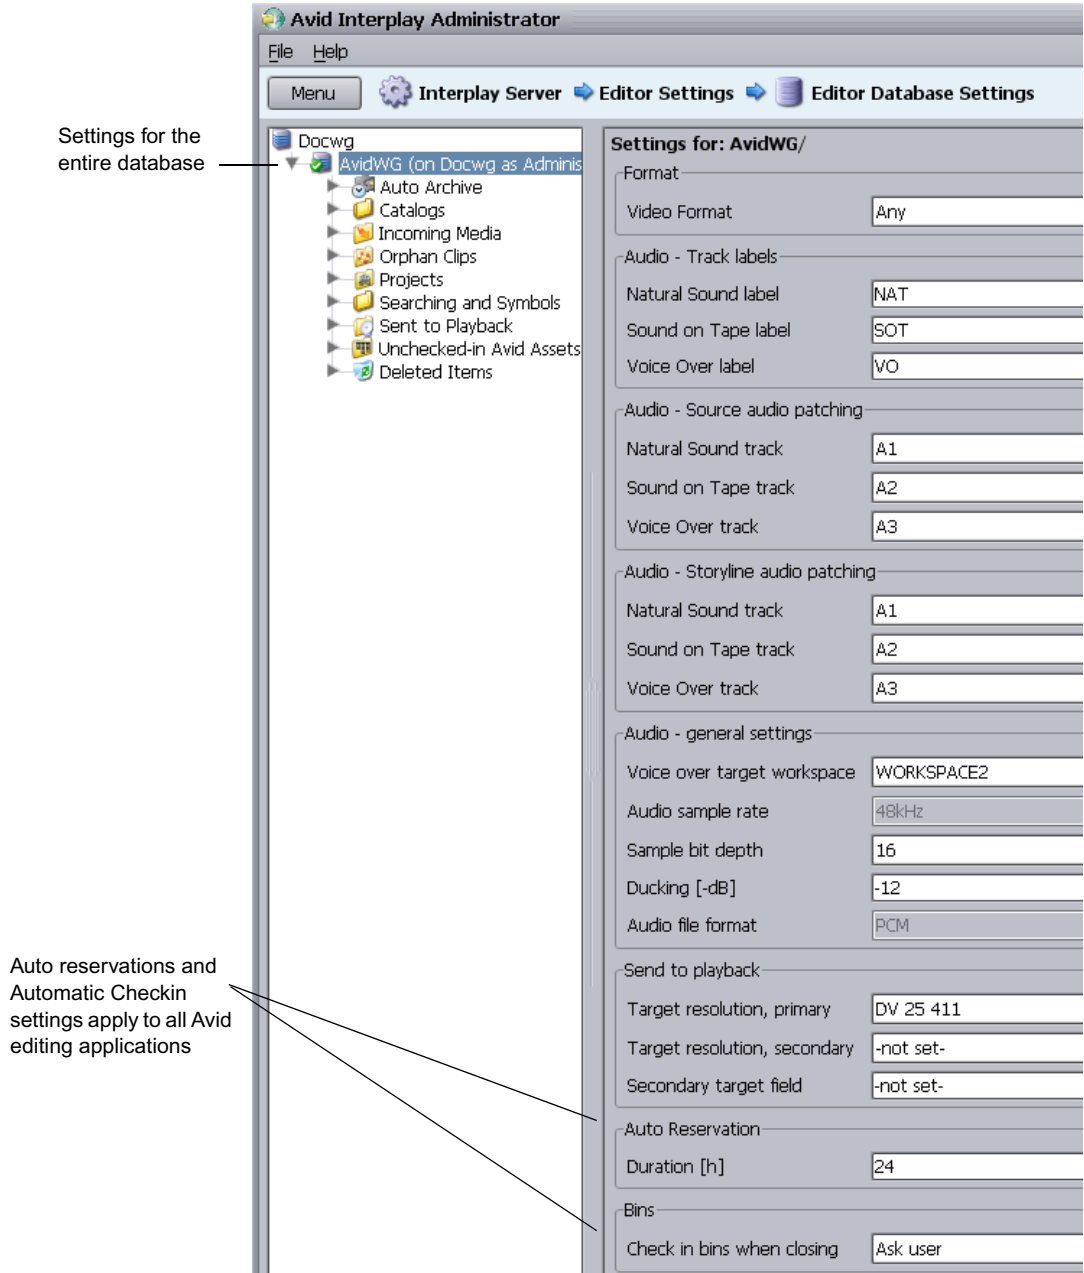 Avid Interplay Administrator
File Help
Menu Interplay Server Editor Settings Editor Database Settings
Settings for the
entire database
Docwg
AvidWG (on Docwg as Adminis
Auto Archive
Catalogs
Incoming Media
Orphan Clips
Projects
Searching and Symbols
Sent to Playback
Unchecked-in Avid Assets
Deleted Items
Settings for: AvidWG/
Format
Video Format Any
Audio - Track labels
Natural Sound label NAT
Sound on Tape label SOT
Voice Over label VO
Audio - Source audio patching
Natural Sound track A1
Sound on Tape track A2
Voice Over track A3
Audio - Storyline audio patching
Natural Sound track A1
Sound on Tape track A2
Voice Over track A3
Audio - general settings
Voice over target workspace WORKSPACE2
Audio sample rate 48kHz
Sample bit depth 16
Ducking [-dB] -12
Audio file format PCM
Auto reservations and
Automatic Checkin
settings apply to all Avid
editing applications
Send to playback
Target resolution, primary DV 25 411
Target resolution, secondary -not set-
Secondary target field -not set-
Auto Reservation
Duration [h] 24
Bins
Check in bins when closing Ask user